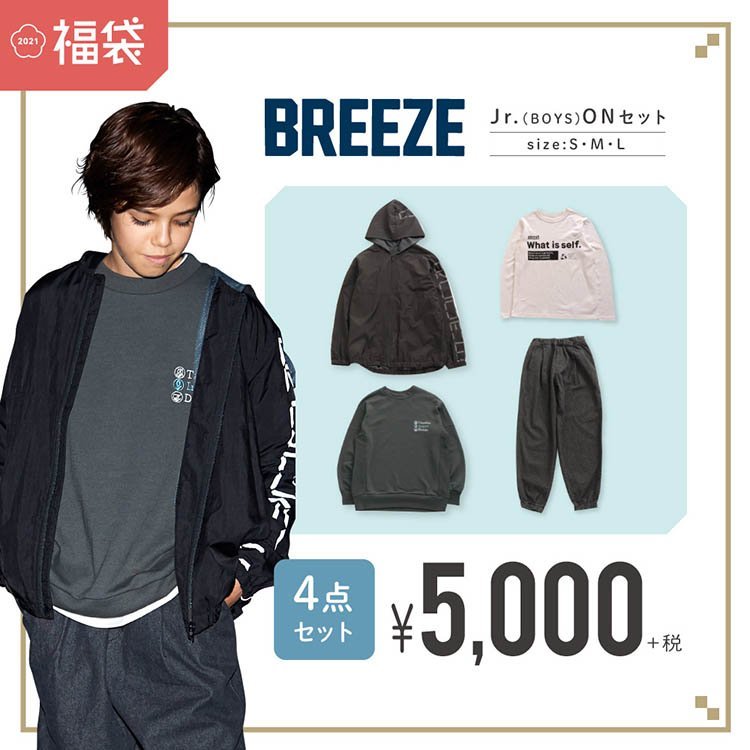 2021
福袋
BREEZE
Jr.(BOYS)ONセット
size:S・M・L
What is self.
4点
セット
¥5,000
+税